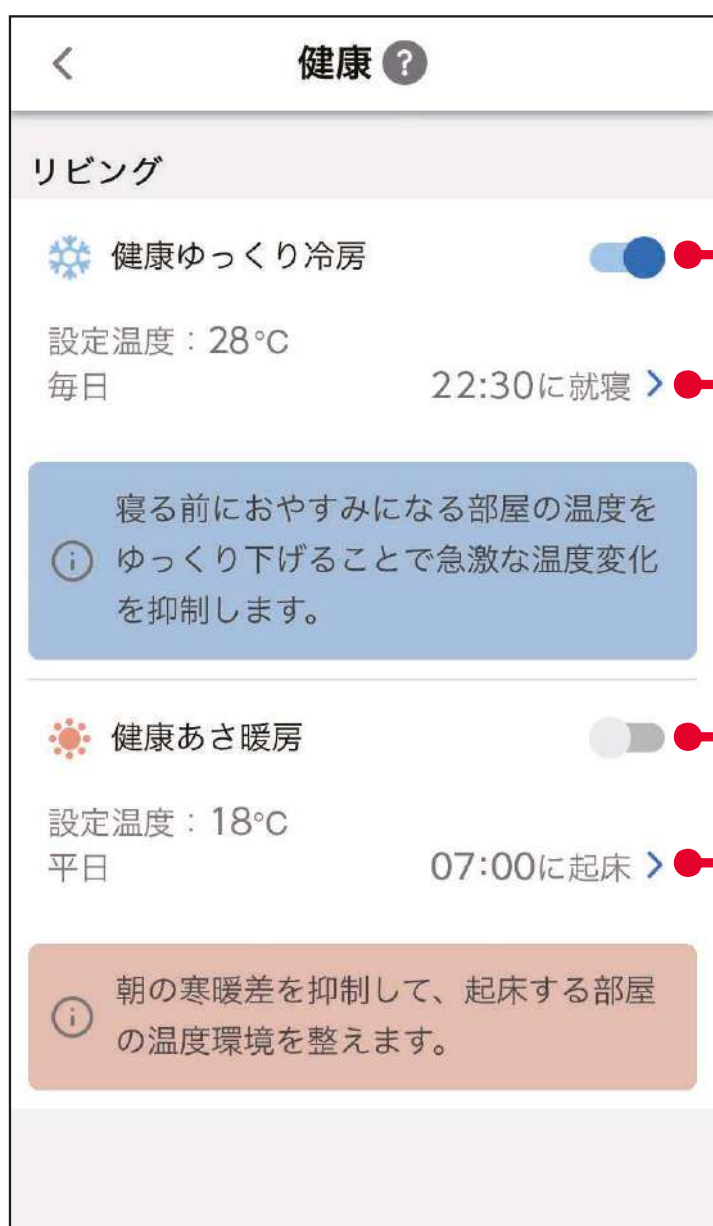 健康 ?
リビング
健康ゆっくり冷房
設定温度：28℃
毎日 22:30に就寝
寝る前におやすみになる部屋の温度を
ゆっくり下げることで急激な温度変化
を抑制します。
健康あさ暖房
設定温度：18℃
平日 07:00に起床
朝の寒暖差を抑制して、起床する部屋
の温度環境を整えます。